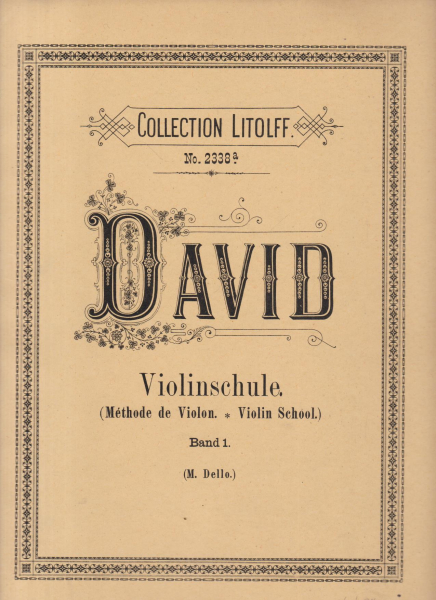 COLLECTION LITOLFF.
No. 2338a
DAVID
Violinschule.
(Méthode de Violon. * Violin School.)
Band 1.
(M. Dello.)